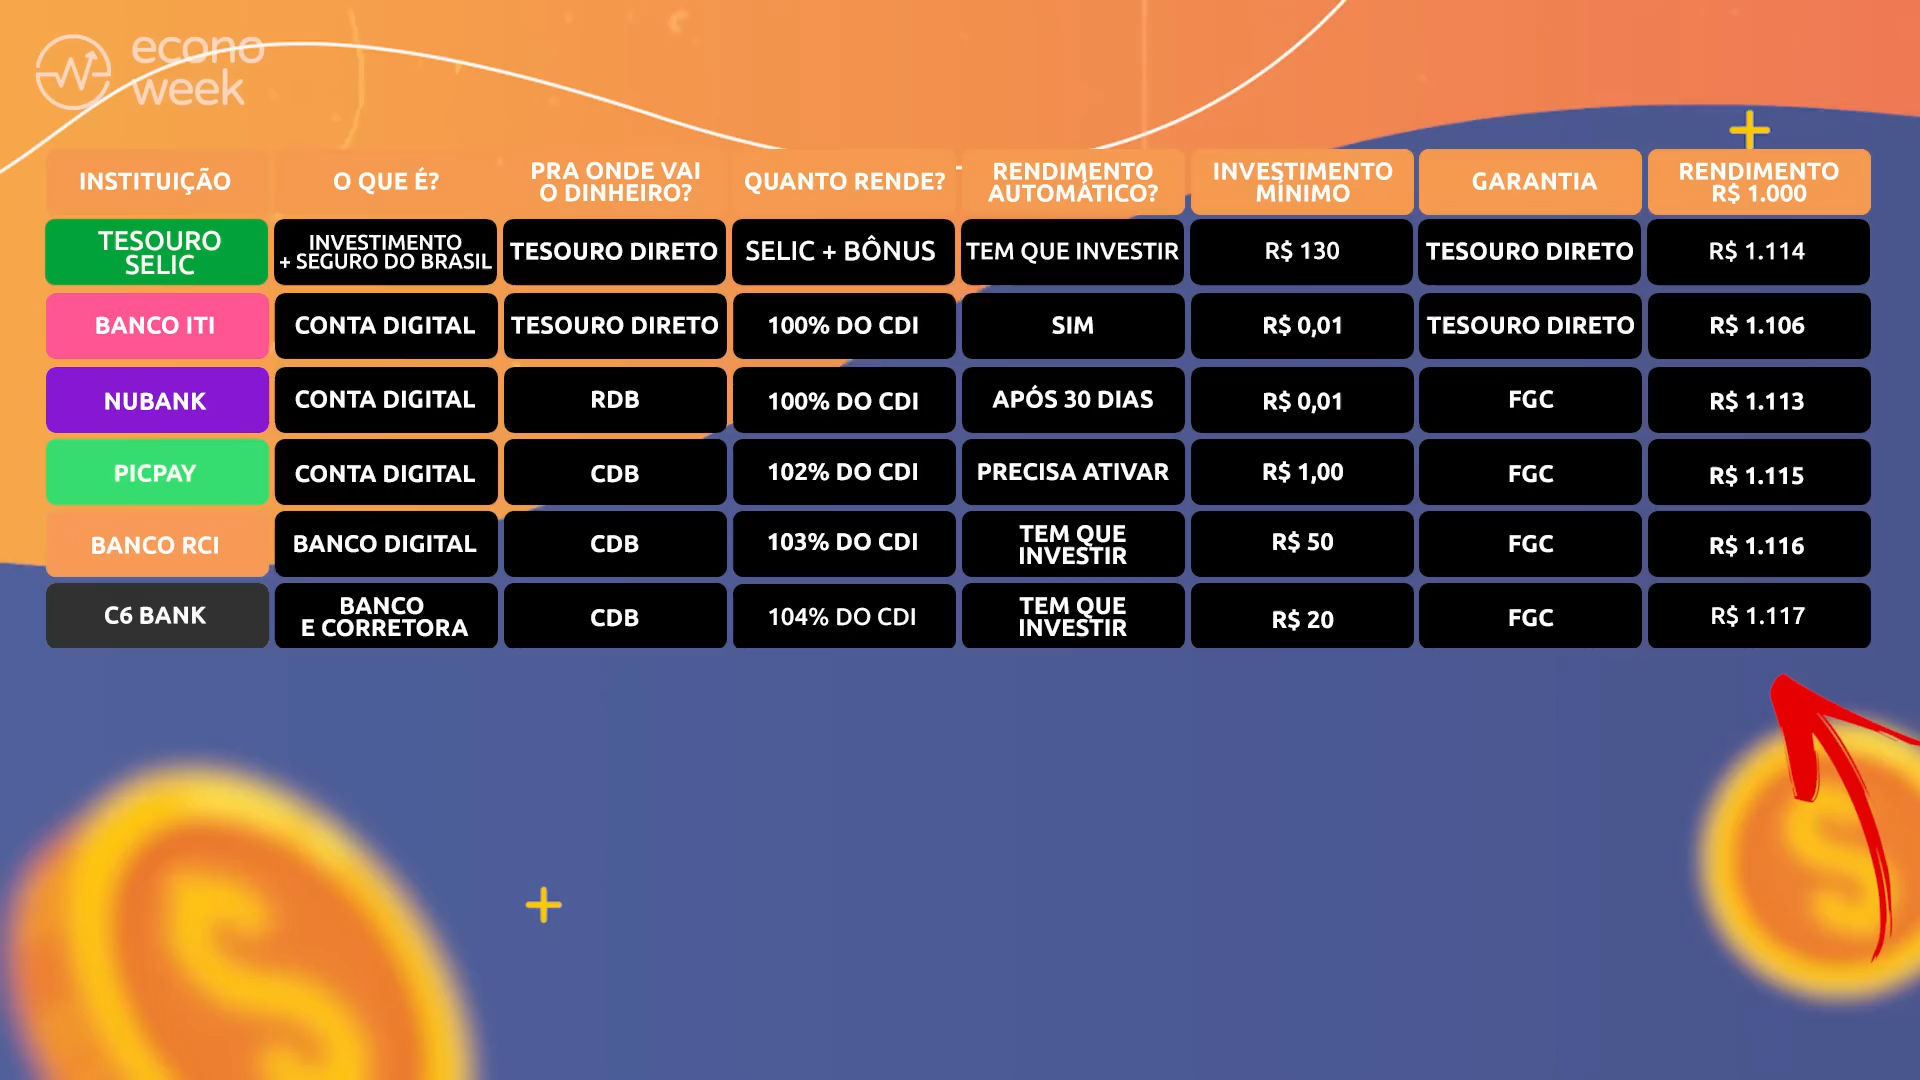 econo
week
INSTITUIÇÃO
O QUE É?
PRA ONDE VAI
O DINHEIRO?
QUANTO RENDE?
RENDIMENTO
AUTOMÁTICO?
INVESTIMENTO
MÍNIMO
GARANTIA
RENDIMENTO
R$ 1.000
TESOURO
SELIC
INVESTIMENTO
+ SEGURO DO BRASIL
TESOURO DIRETO
SELIC + BÔNUS
TEM QUE INVESTIR
R$ 130
TESOURO DIRETO
R$ 1.114
BANCO ITI
CONTA DIGITAL
TESOURO DIRETO
100% DO CDI
SIM
R$ 0,01
TESOURO DIRETO
R$ 1.106
NUBANK
CONTA DIGITAL
RDB
100% DO CDI
APÓS 30 DIAS
R$ 0,01
FGC
R$ 1.113
PICPAY
CONTA DIGITAL
CDB
102% DO CDI
PRECISA ATIVAR
R$ 1,00
FGC
R$ 1.115
BANCO RCI
BANCO DIGITAL
CDB
103% DO CDI
TEM QUE
INVESTIR
R$ 50
FGC
R$ 1.116
C6 BANK
BANCO
E CORRETORA
CDB
104% DO CDI
TEM QUE
INVESTIR
R$ 20
FGC
R$ 1.117